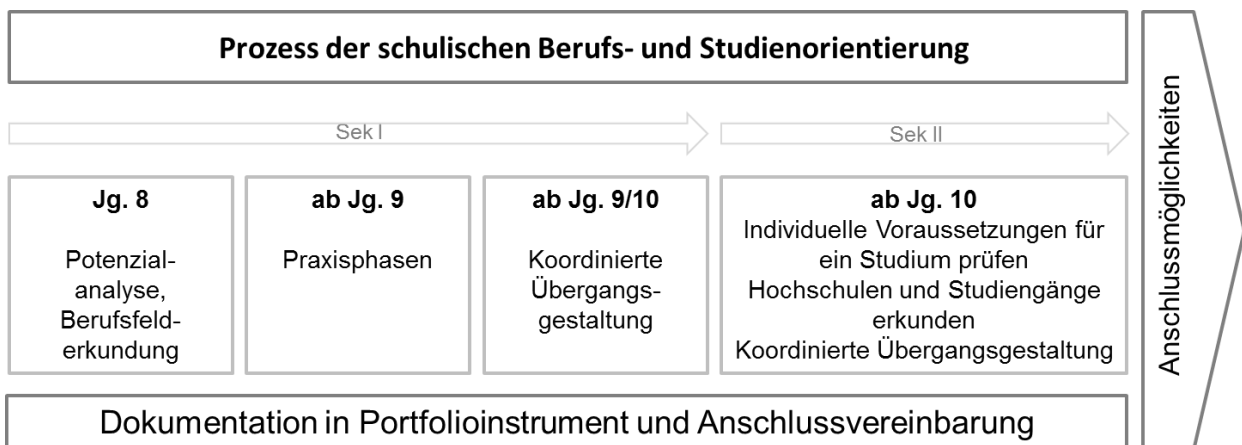 Prozess der schulischen Berufs- und Studienorientierung
Sek I
Sek II
Jg. 8
Potenzial-
analyse,
Berufsfeld-
erkundung
ab Jg. 9
Praxisphasen
ab Jg. 9/10
Koordinierte
Übergangs-
gestaltung
ab Jg. 10
Individuelle Voraussetzungen für
ein Studium prüfen
Hochschulen und Studiengänge
erkunden
Koordinierte Übergangsgestaltung
Dokumentation in Portfolioinstrument und Anschlussvereinbarung
Anschlussmöglichkeiten